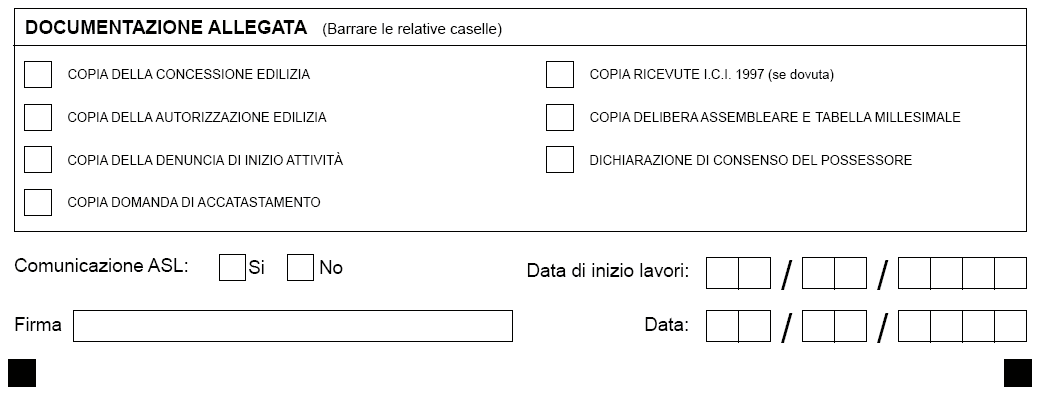 DOCUMENTAZIONE ALLEGATA (Barrare le relative caselle)
COPIA DELLA CONCESSIONE EDILIZIA
COPIA DELLA AUTORIZZAZIONE EDILIZIA
COPIA DELLA DENUNCIA DI INIZIO ATTIVITÀ
COPIA DOMANDA DI ACCATASTAMENTO
COPIA RICEVUTE I.C.I. 1997 (se dovuta)
COPIA DELIBERA ASSEMBLEARE E TABELLA MILLESIMALE
DICHIARAZIONE DI CONSENSO DEL POSSESSORE
Comunicazione ASL: Si No
Data di inizio lavori: / /
Firma
Data: / /